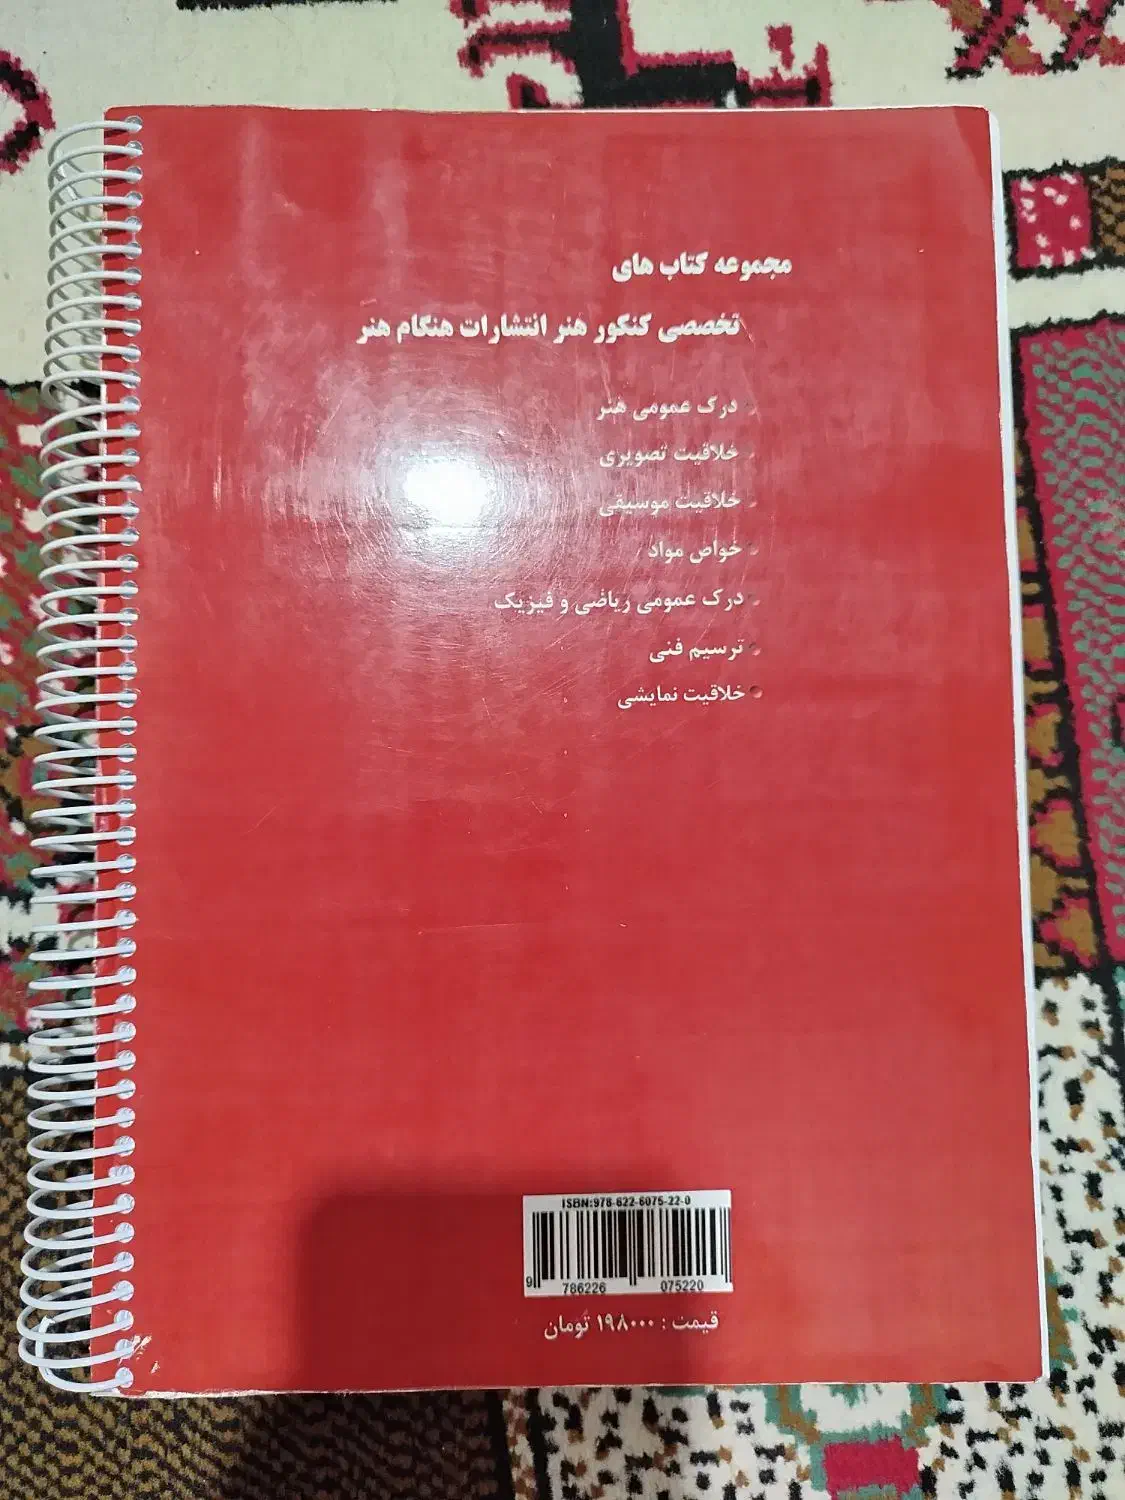 مجموعه کتاب های
تخصصی کنکور هنر انتشارات هنگام هنر
درک عمومی هنر
خلاقیت تصویری
خلاقیت موسیقی
خواص مواد
درک عمومی ریاضی و فیزیک
ترسیم فنی
خلاقیت نمایشی
ISBN:978-622-6075-22-0
9 786226 075220
قیمت : ۱۹۸۰۰۰ تومان